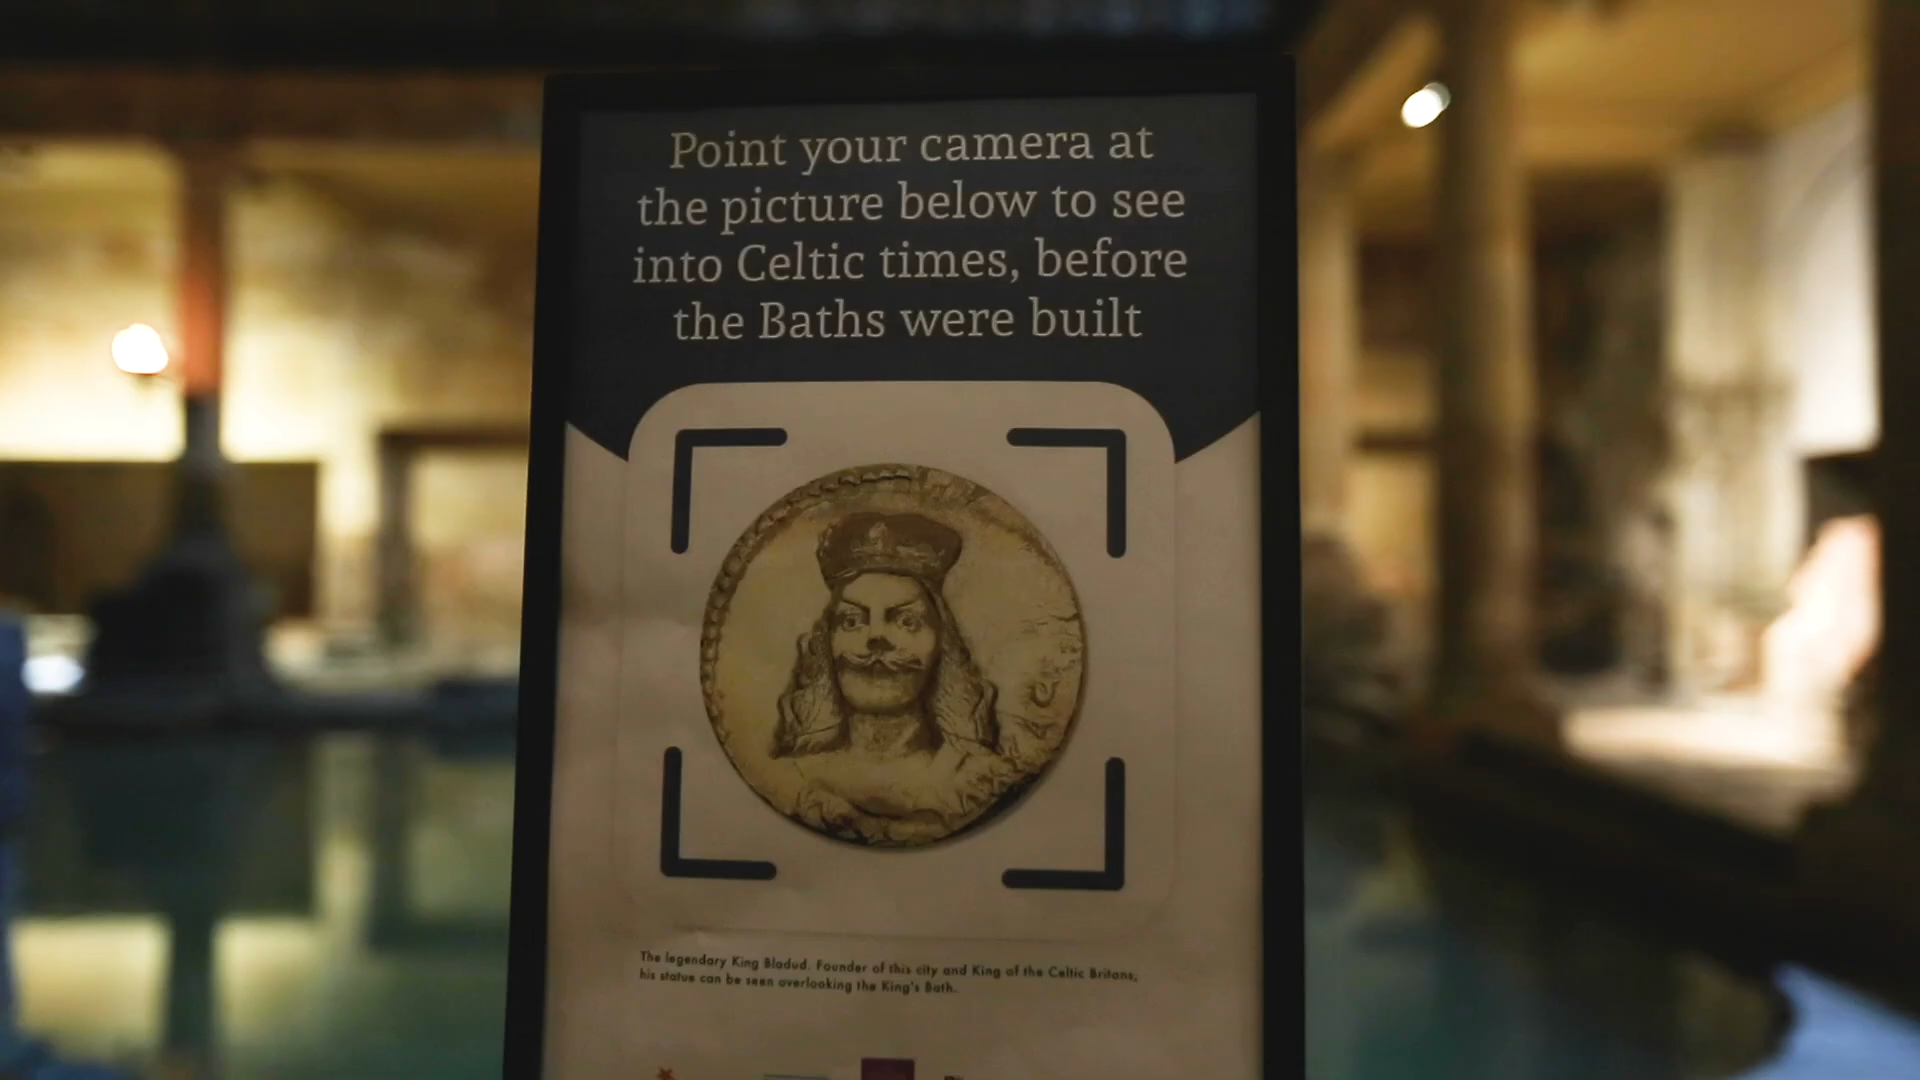 Point your camera at
the picture below to see
into Celtic times, before
the Baths were built
The legendary King Bladud. Founder of this city and King of the Celtic Britons,
his statue can be seen overlooking the King's Bath.